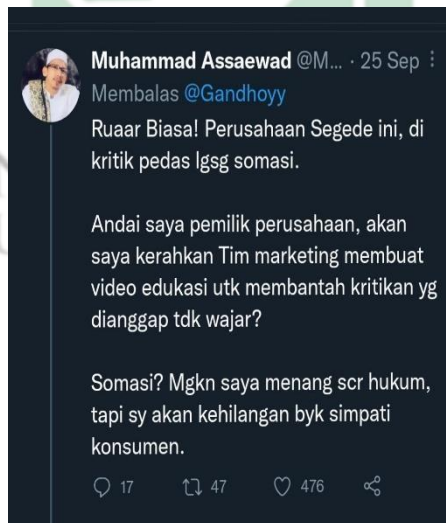 Muhammad Assaewad @M... · 25 Sep
Membalas @Gandhoyy
Ruaar Biasa! Perusahaan Segede ini, di
kritik pedas lgsg somasi.
Andai saya pemilik perusahaan, akan
saya kerahkan Tim marketing membuat
video edukasi utk membantah kritikan yg
dianggap tdk wajar?
Somasi? Mgkn saya menang scr hukum,
tapi sy akan kehilangan byk simpati
konsumen.
17 47 476